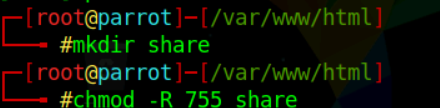 ┌─[root@parrot]─[/var/www/html]
└──╼ #mkdir share
┌─[root@parrot]─[/var/www/html]
└──╼ #chmod -R 755 share